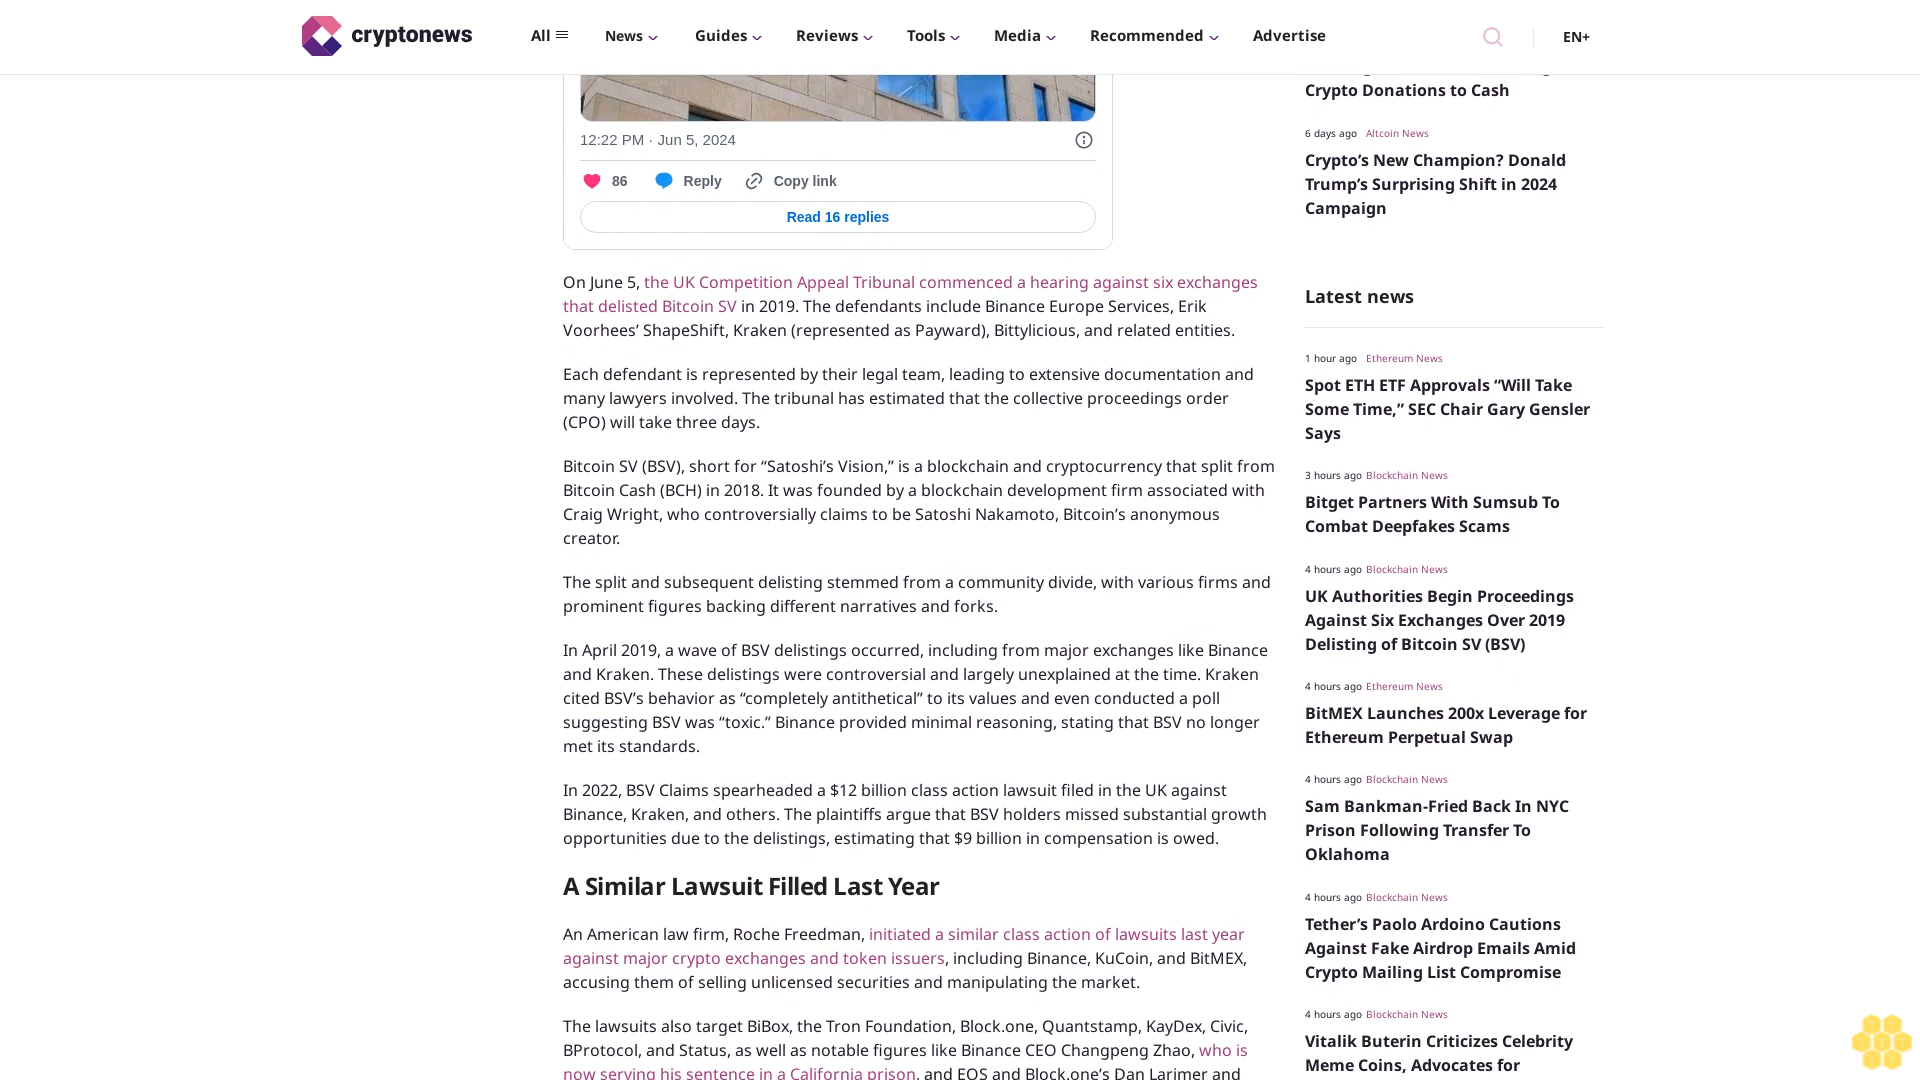 cryptonews
All
News
Guides
Reviews
Tools
Media
Recommended
Advertise
EN+
12:22 PM · Jun 5, 2024
86
Reply
Copy link
Read 16 replies
On June 5, the UK Competition Appeal Tribunal commenced a hearing against six exchanges
that delisted Bitcoin SV in 2019. The defendants include Binance Europe Services, Erik
Voorhees’ ShapeShift, Kraken (represented as Payward), Bittylicious, and related entities.
Each defendant is represented by their legal team, leading to extensive documentation and
many lawyers involved. The tribunal has estimated that the collective proceedings order
(CPO) will take three days.
Bitcoin SV (BSV), short for “Satoshi’s Vision,” is a blockchain and cryptocurrency that split from
Bitcoin Cash (BCH) in 2018. It was founded by a blockchain development firm associated with
Craig Wright, who controversially claims to be Satoshi Nakamoto, Bitcoin’s anonymous
creator.
The split and subsequent delisting stemmed from a community divide, with various firms and
prominent figures backing different narratives and forks.
In April 2019, a wave of BSV delistings occurred, including from major exchanges like Binance
and Kraken. These delistings were controversial and largely unexplained at the time. Kraken
cited BSV’s behavior as “completely antithetical” to its values and even conducted a poll
suggesting BSV was “toxic.” Binance provided minimal reasoning, stating that BSV no longer
met its standards.
In 2022, BSV Claims spearheaded a $12 billion class action lawsuit filed in the UK against
Binance, Kraken, and others. The plaintiffs argue that BSV holders missed substantial growth
opportunities due to the delistings, estimating that $9 billion in compensation is owed.
A Similar Lawsuit Filled Last Year
An American law firm, Roche Freedman, initiated a similar class action of lawsuits last year
against major crypto exchanges and token issuers, including Binance, KuCoin, and BitMEX,
accusing them of selling unlicensed securities and manipulating the market.
The lawsuits also target BiBox, the Tron Foundation, Block.one, Quantstamp, KayDex, Civic,
BProtocol, and Status, as well as notable figures like Binance CEO Changpeng Zhao, who is
now serving his sentence in a California prison, and EOS and Block.one’s Dan Larimer and
Crypto Donations to Cash
6 days ago Altcoin News
Crypto’s New Champion? Donald
Trump’s Surprising Shift in 2024
Campaign
Latest news
1 hour ago Ethereum News
Spot ETH ETF Approvals “Will Take
Some Time,” SEC Chair Gary Gensler
Says
3 hours ago Blockchain News
Bitget Partners With Sumsub To
Combat Deepfakes Scams
4 hours ago Blockchain News
UK Authorities Begin Proceedings
Against Six Exchanges Over 2019
Delisting of Bitcoin SV (BSV)
4 hours ago Ethereum News
BitMEX Launches 200x Leverage for
Ethereum Perpetual Swap
4 hours ago Blockchain News
Sam Bankman-Fried Back In NYC
Prison Following Transfer To
Oklahoma
4 hours ago Blockchain News
Tether’s Paolo Ardoino Cautions
Against Fake Airdrop Emails Amid
Crypto Mailing List Compromise
4 hours ago Blockchain News
Vitalik Buterin Criticizes Celebrity
Meme Coins, Advocates for